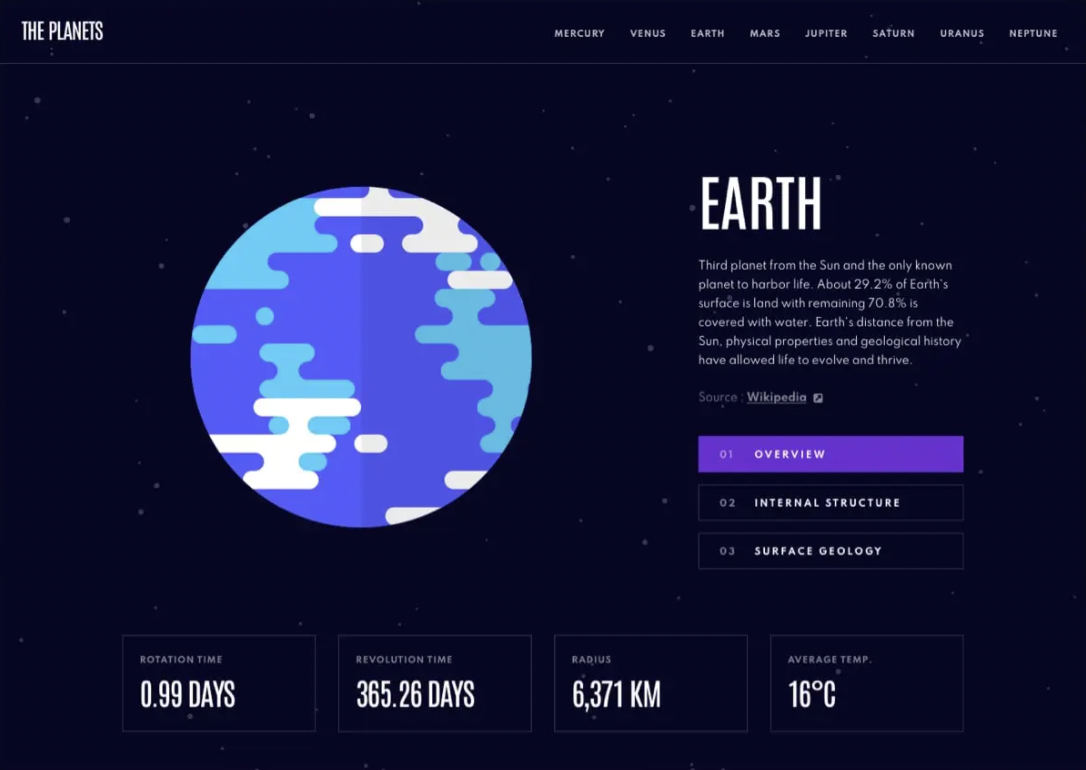 THE PLANETS
MERCURY VENUS EARTH MARS JUPITER SATURN URANUS NEPTUNE
EARTH
Third planet from the Sun and the only known
planet to harbor life. About 29.2% of Earth's
surface is land with remaining 70.8% is
covered with water. Earth's distance from the
Sun, physical properties and geological history
have allowed life to evolve and thrive.
Source : Wikipedia
01 OVERVIEW
02 INTERNAL STRUCTURE
03 SURFACE GEOLOGY
ROTATION TIME
0.99 DAYS
REVOLUTION TIME
365.26 DAYS
RADIUS
6,371 KM
AVERAGE TEMP.
16°C